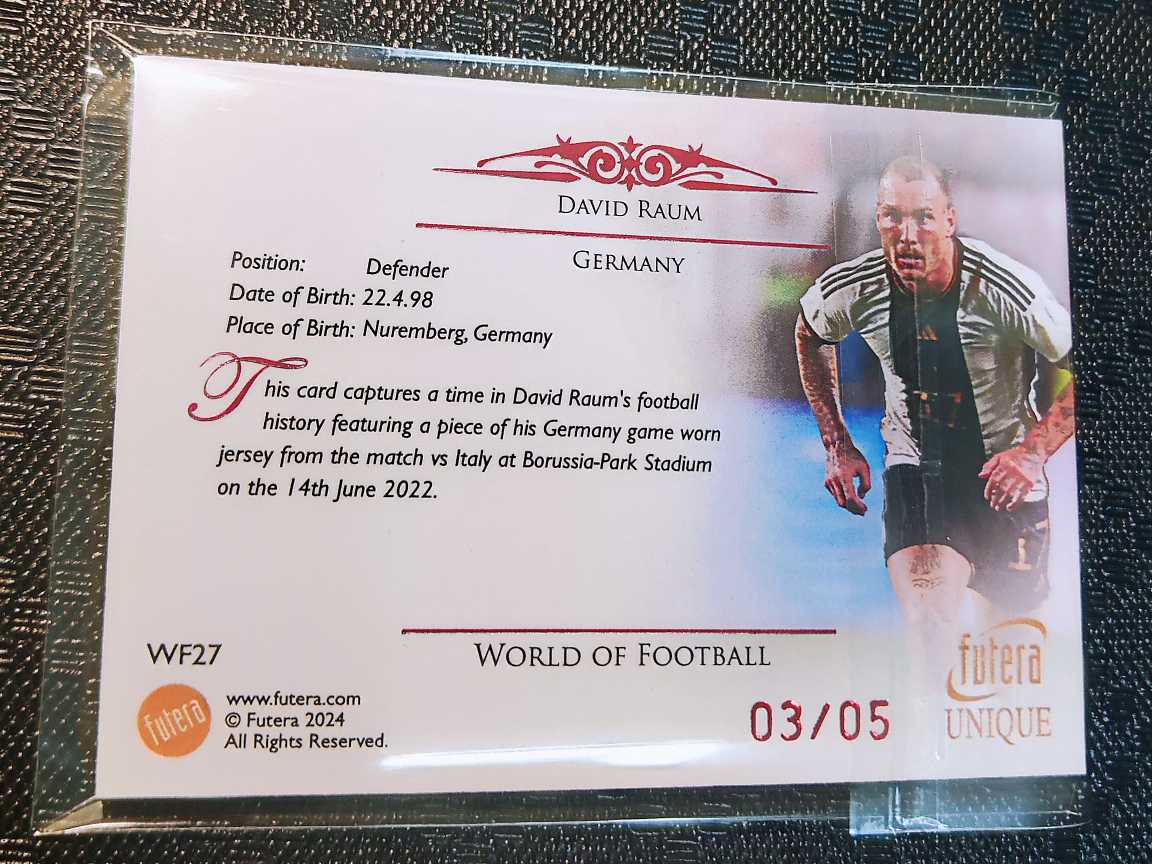 David Raum
Germany
Position: Defender
Date of Birth: 22.4.98
Place of Birth: Nuremberg, Germany
This card captures a time in David Raum's football
history featuring a piece of his Germany game worn
jersey from the match vs Italy at Borussia-Park Stadium
on the 14th June 2022.
WF27
World of Football
futera
www.futera.com
© Futera 2024
All Rights Reserved.
03/05
futera
UNIQUE